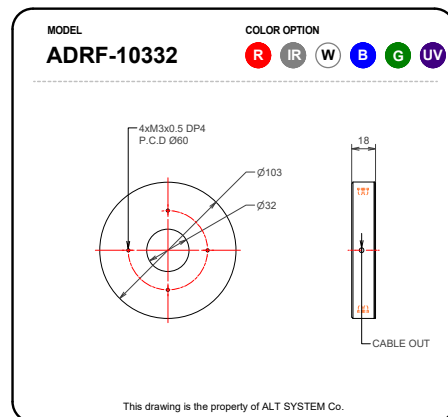 MODEL
COLOR OPTION
ADRF-10332
R IR W B G UV
4xM3x0.5 DP4
P.C.D Ø60
18
Ø103
Ø32
CABLE OUT
This drawing is the property of ALT SYSTEM Co.